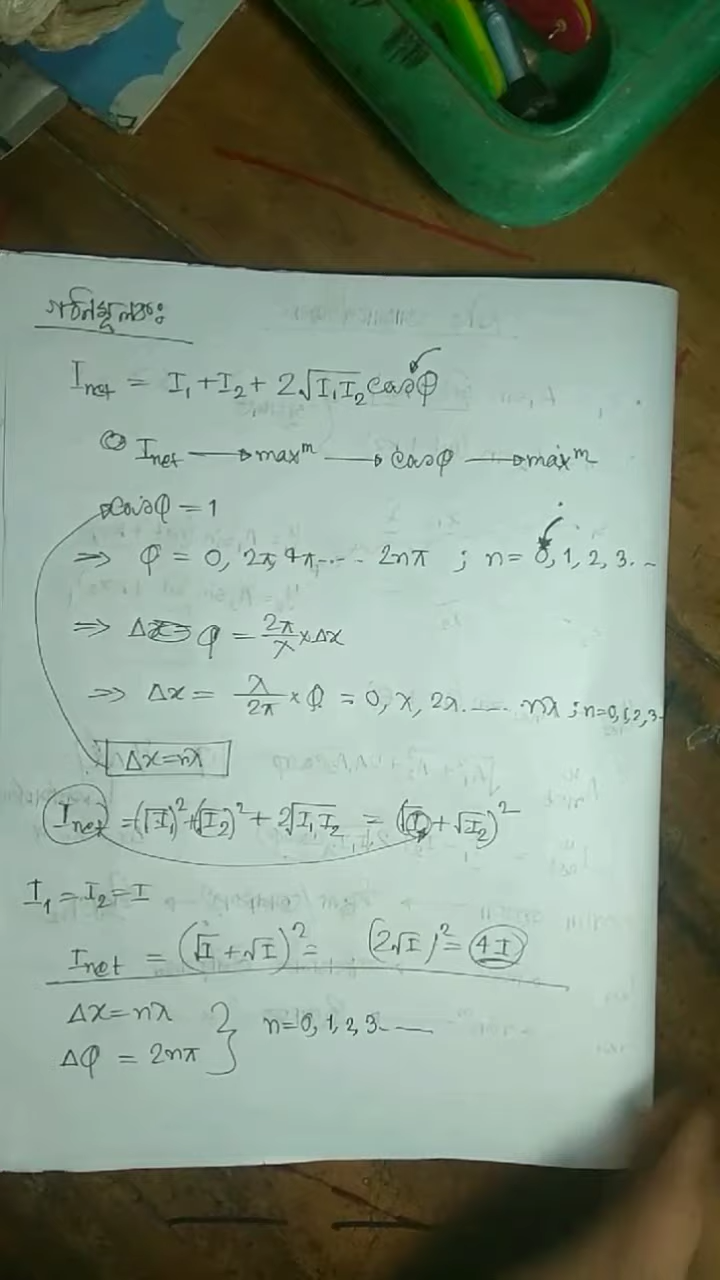 গঠনমূলকঃ
I_net = I₁ + I₂ + 2√I₁I₂ cosφ
I_net → maxᵐ → cosφ → maxᵐ
cosφ = 1
⇒ φ = 0, 2π, 4π, .... 2nπ ; n = 0, 1, 2, 3...
⇒ φ = 2π/λ × Δx
⇒ Δx = λ/2π × φ = 0, λ, 2λ ..... nλ ; n=0,1,2,3..
Δx = nλ
I_net = (√I₁)² + (√I₂)² + 2√I₁I₂ = (√I₁ + √I₂)²
I₁ = I₂ = I
I_net = (√I + √I)² = (2√I)² = 4I
Δx = nλ
Δφ = 2nπ } n = 0, 1, 2, 3.....